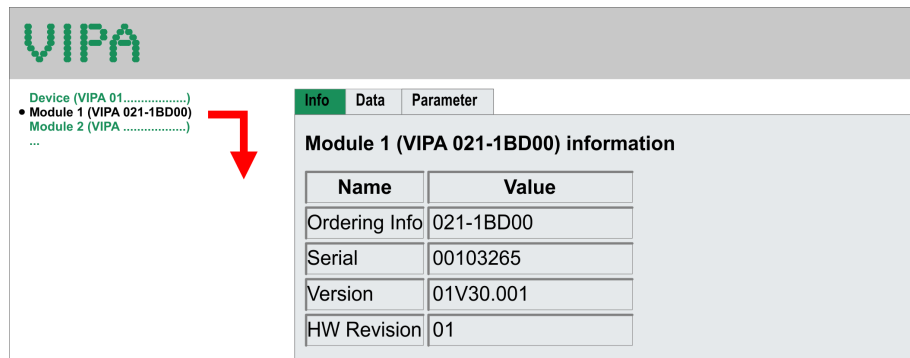 VIPA
Device (VIPA 01.................)
Module 1 (VIPA 021-1BD00)
Module 2 (VIPA .................)
...
Info Data Parameter
Module 1 (VIPA 021-1BD00) information
Name Value
Ordering Info 021-1BD00
Serial 00103265
Version 01V30.001
HW Revision 01